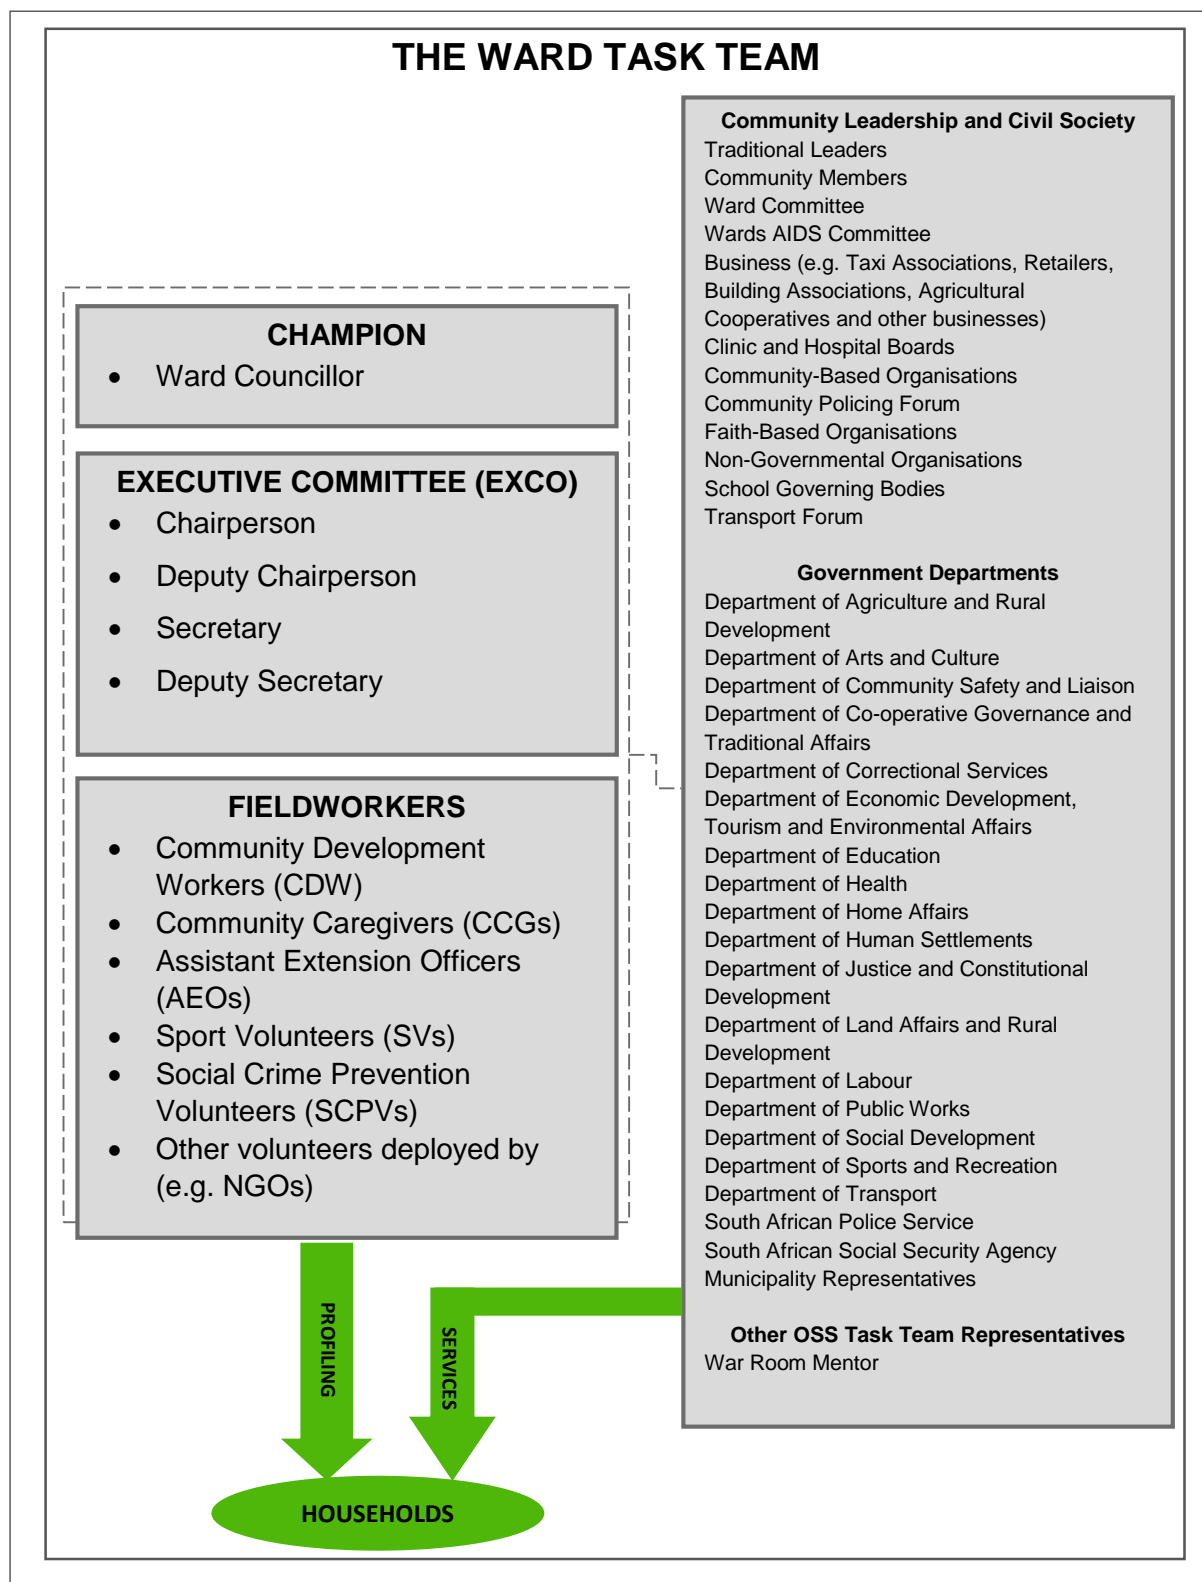 THE WARD TASK TEAM
CHAMPION
• Ward Councillor
EXECUTIVE COMMITTEE (EXCO)
• Chairperson
• Deputy Chairperson
• Secretary
• Deputy Secretary
FIELDWORKERS
• Community Development
Workers (CDW)
• Community Caregivers (CCGs)
• Assistant Extension Officers
(AEOs)
• Sport Volunteers (SVs)
• Social Crime Prevention
Volunteers (SCPVs)
• Other volunteers deployed by
(e.g. NGOs)
Community Leadership and Civil Society
Traditional Leaders
Community Members
Ward Committee
Wards AIDS Committee
Business (e.g. Taxi Associations, Retailers,
Building Associations, Agricultural
Cooperatives and other businesses)
Clinic and Hospital Boards
Community-Based Organisations
Community Policing Forum
Faith-Based Organisations
Non-Governmental Organisations
School Governing Bodies
Transport Forum
Government Departments
Department of Agriculture and Rural
Development
Department of Arts and Culture
Department of Community Safety and Liaison
Department of Co-operative Governance and
Traditional Affairs
Department of Correctional Services
Department of Economic Development,
Tourism and Environmental Affairs
Department of Education
Department of Health
Department of Home Affairs
Department of Human Settlements
Department of Justice and Constitutional
Development
Department of Land Affairs and Rural
Development
Department of Labour
Department of Public Works
Department of Social Development
Department of Sports and Recreation
Department of Transport
South African Police Service
South African Social Security Agency
Municipality Representatives
Other OSS Task Team Representatives
War Room Mentor
PROFILING
SERVICES
HOUSEHOLDS